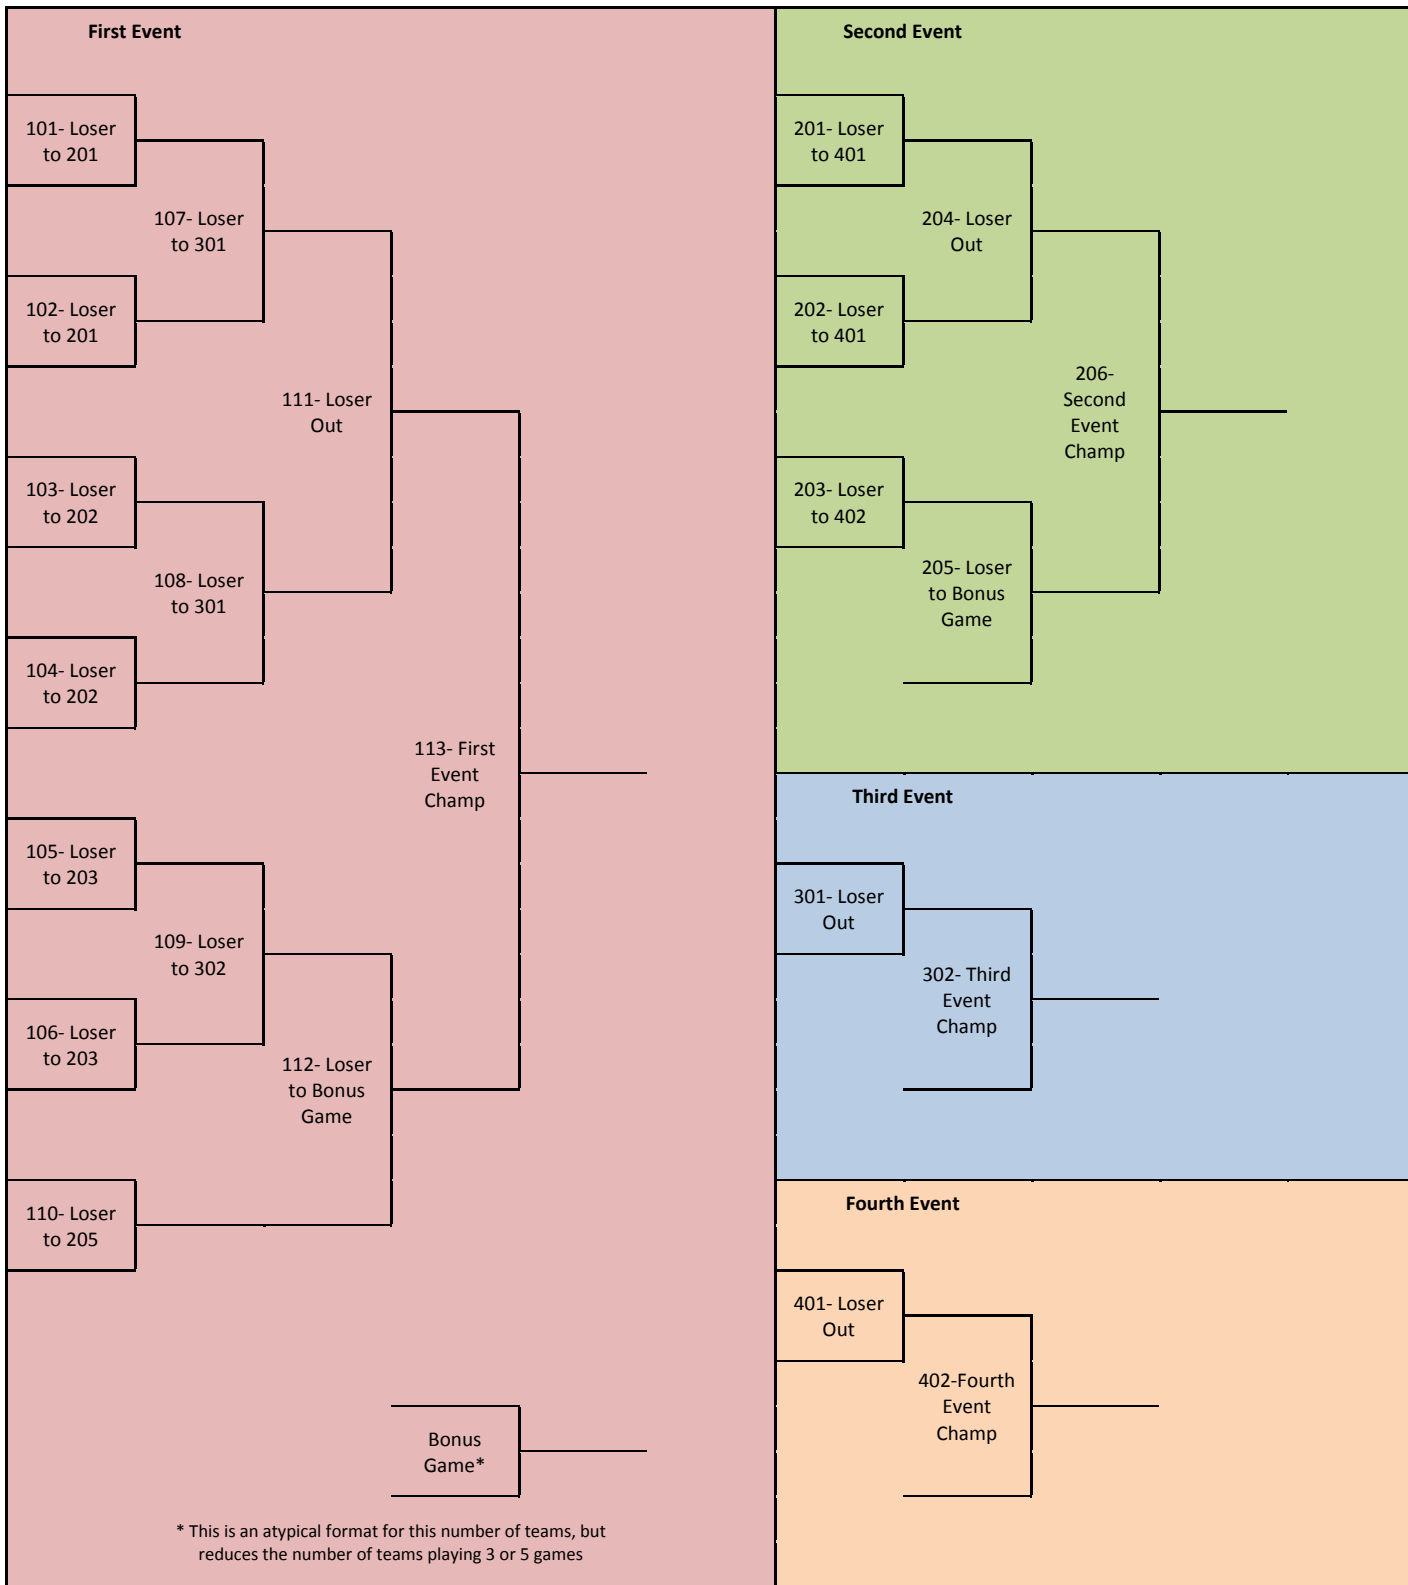 First Event
101- Loser
to 201
107- Loser
to 301
102- Loser
to 201
111- Loser
Out
103- Loser
to 202
108- Loser
to 301
104- Loser
to 202
113- First
Event
Champ
105- Loser
to 203
109- Loser
to 302
106- Loser
to 203
112- Loser
to Bonus
Game
110- Loser
to 205
Bonus
Game*
* This is an atypical format for this number of teams, but
reduces the number of teams playing 3 or 5 games
Second Event
201- Loser
to 401
204- Loser
Out
202- Loser
to 401
206-
Second
Event
Champ
203- Loser
to 402
205- Loser
to Bonus
Game
Third Event
301- Loser
Out
302- Third
Event
Champ
Fourth Event
401- Loser
Out
402-Fourth
Event
Champ